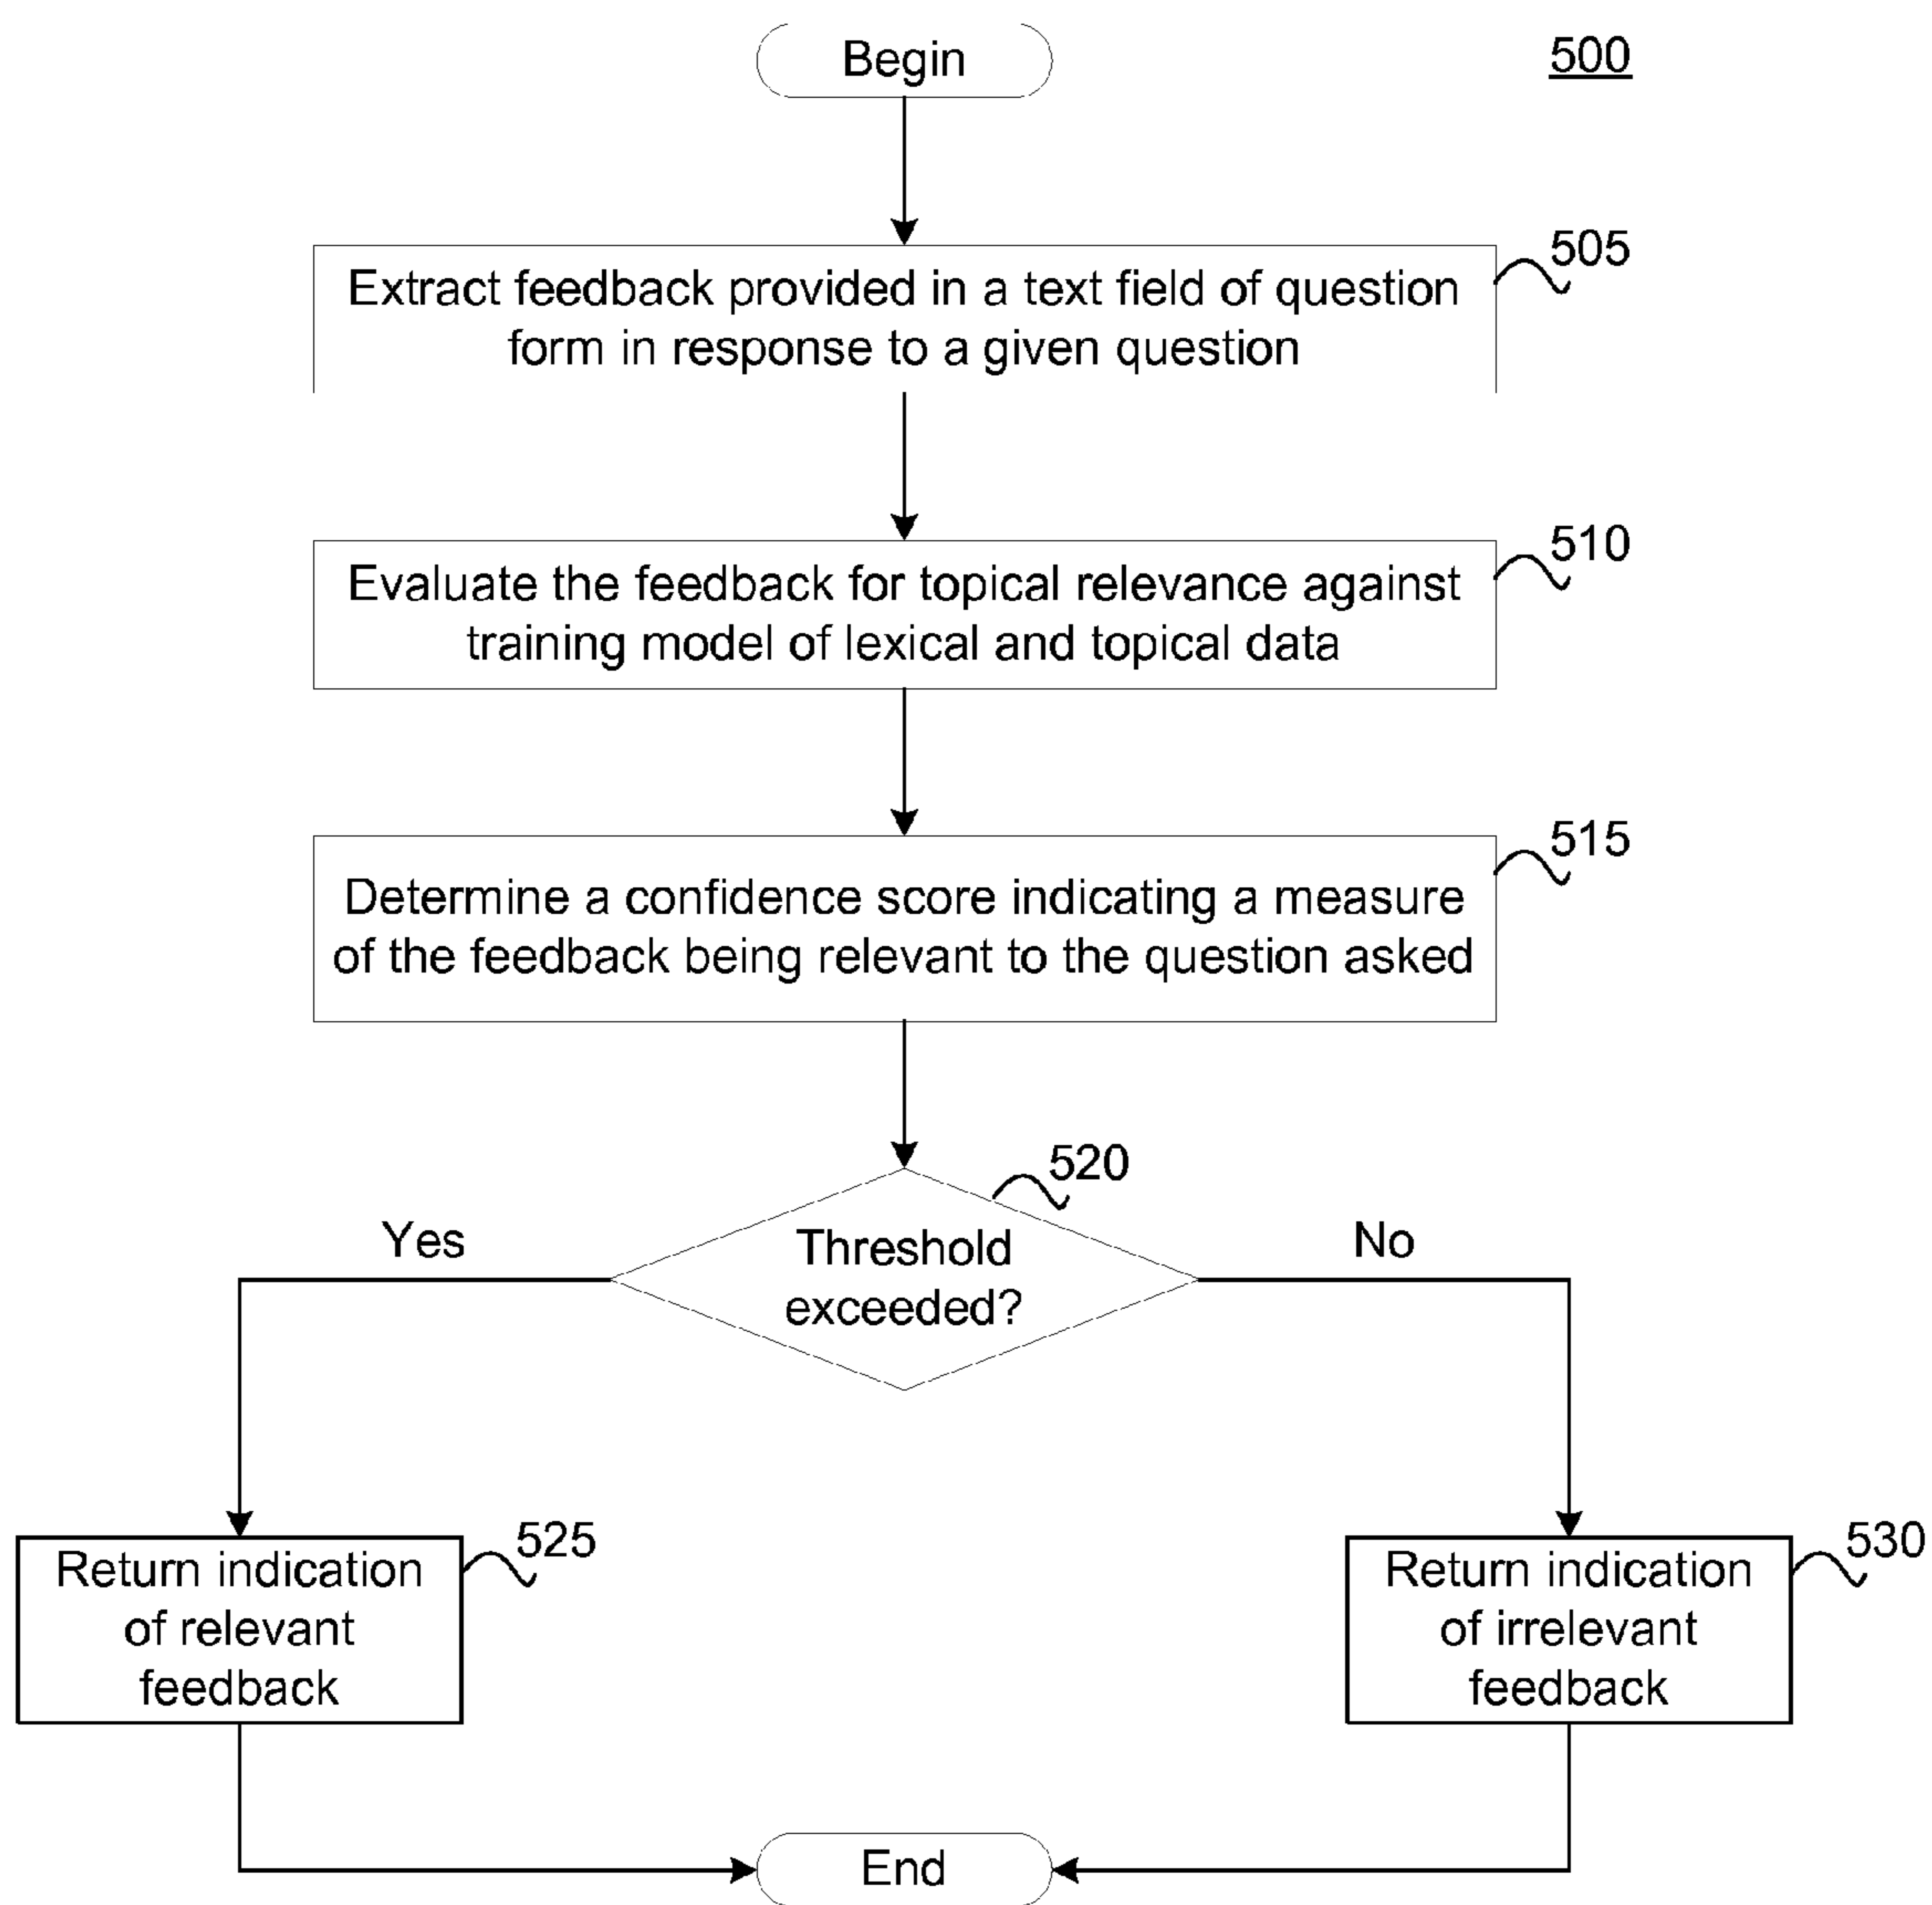 Begin
500
505
Extract feedback provided in a text field of question
form in response to a given question
510
Evaluate the feedback for topical relevance against
training model of lexical and topical data
515
Determine a confidence score indicating a measure
of the feedback being relevant to the question asked
520
Yes
Threshold
exceeded?
No
525
Return indication
of relevant
feedback
530
Return indication
of irrelevant
feedback
End